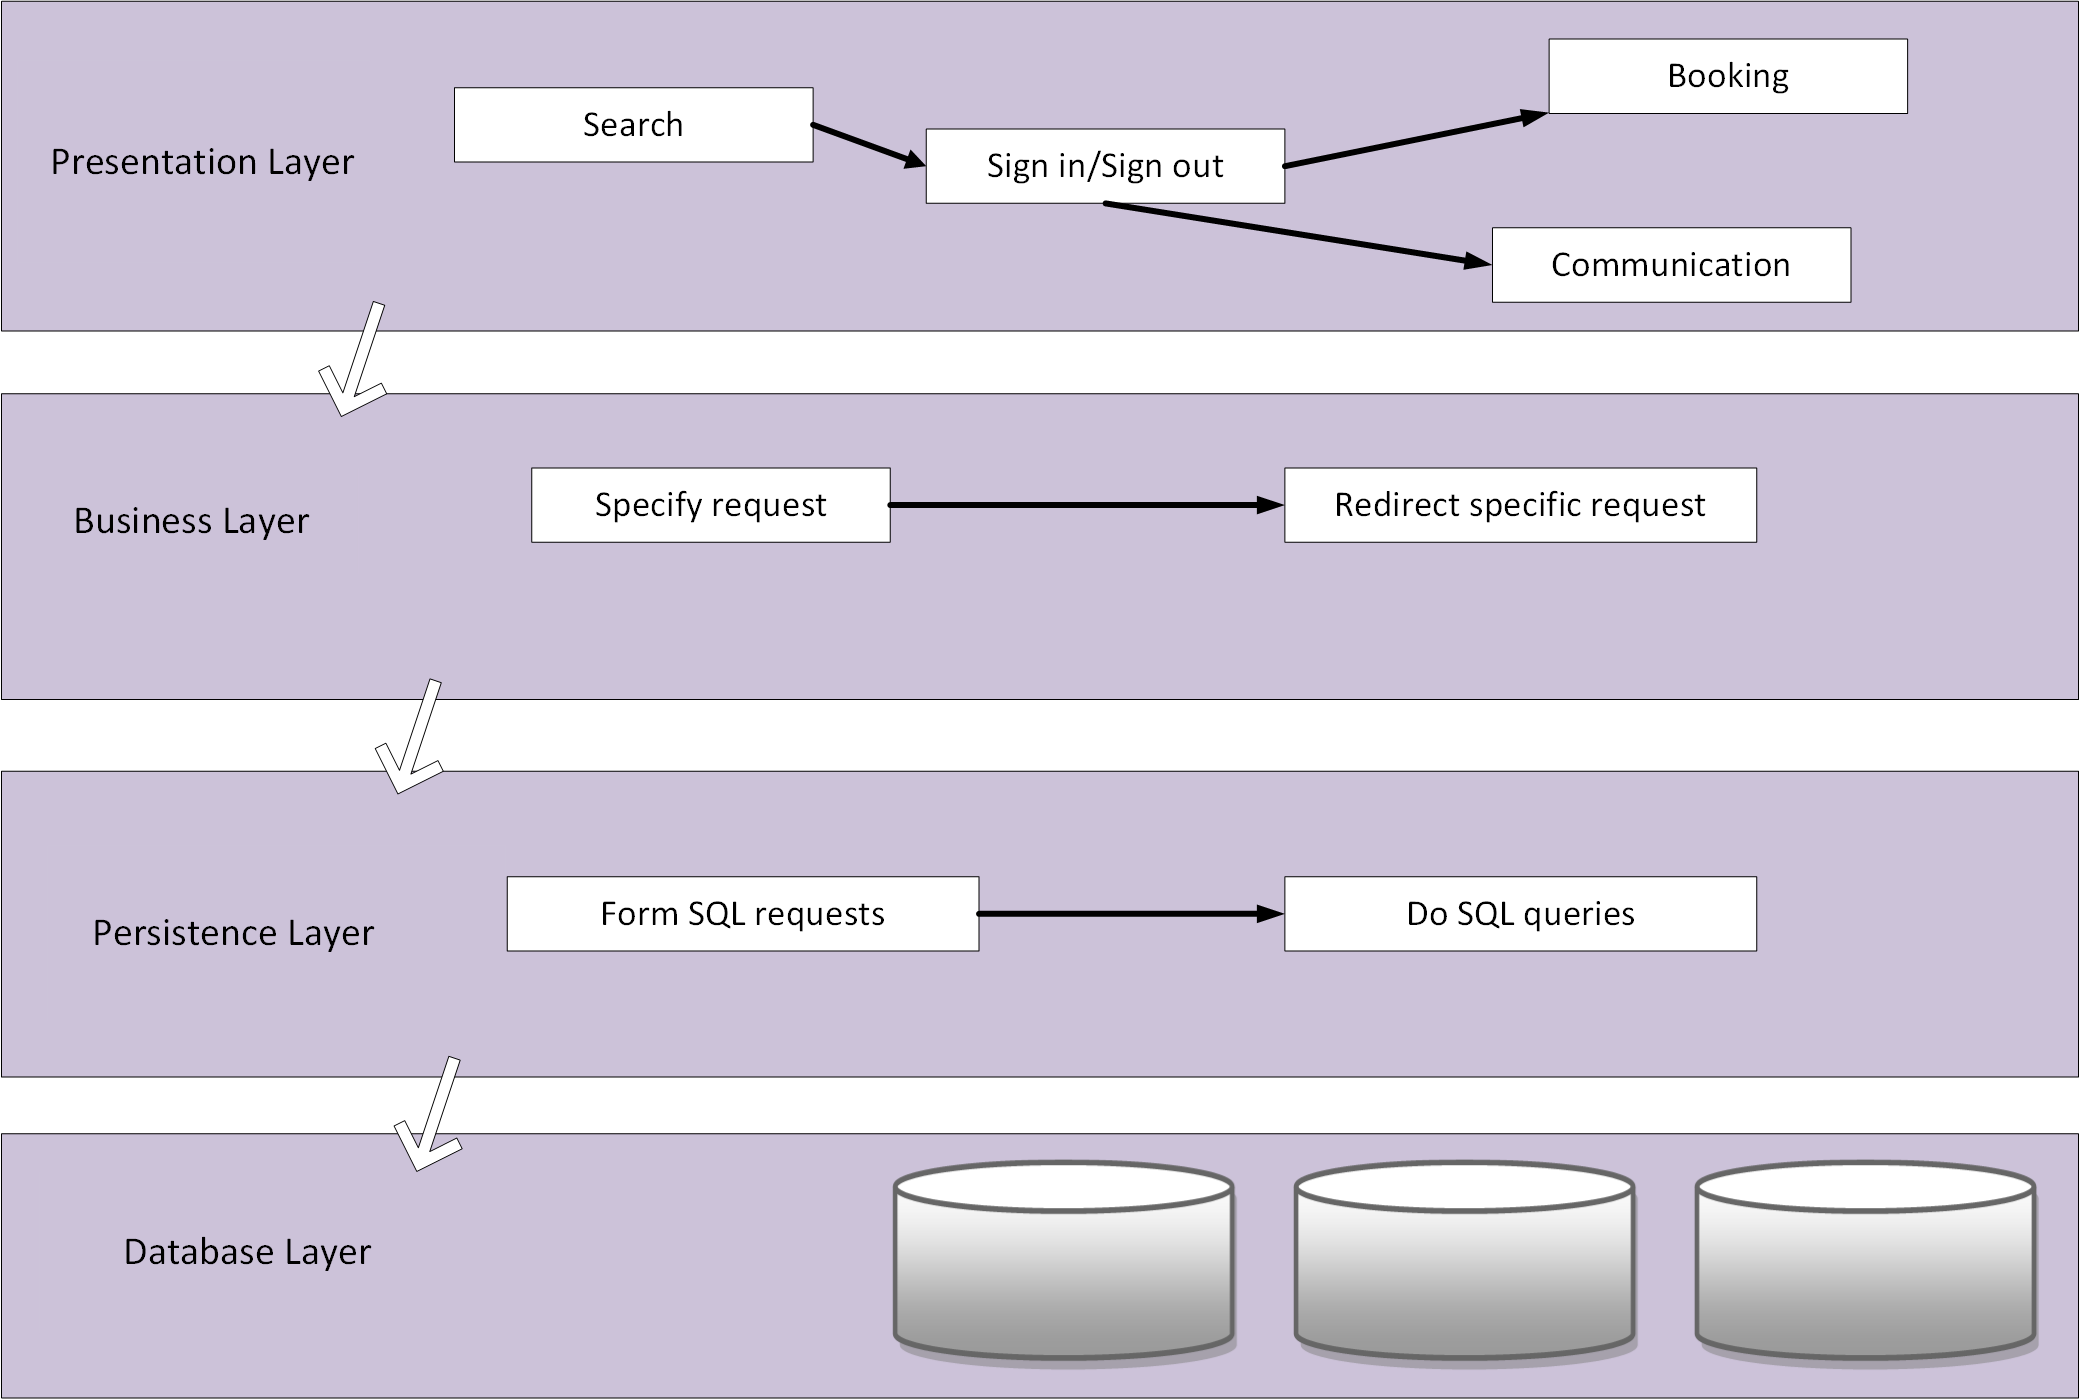 Presentation Layer
Search
Sign in/Sign out
Booking
Communication
Business Layer
Specify request
Redirect specific request
Persistence Layer
Form SQL requests
Do SQL queries
Database Layer